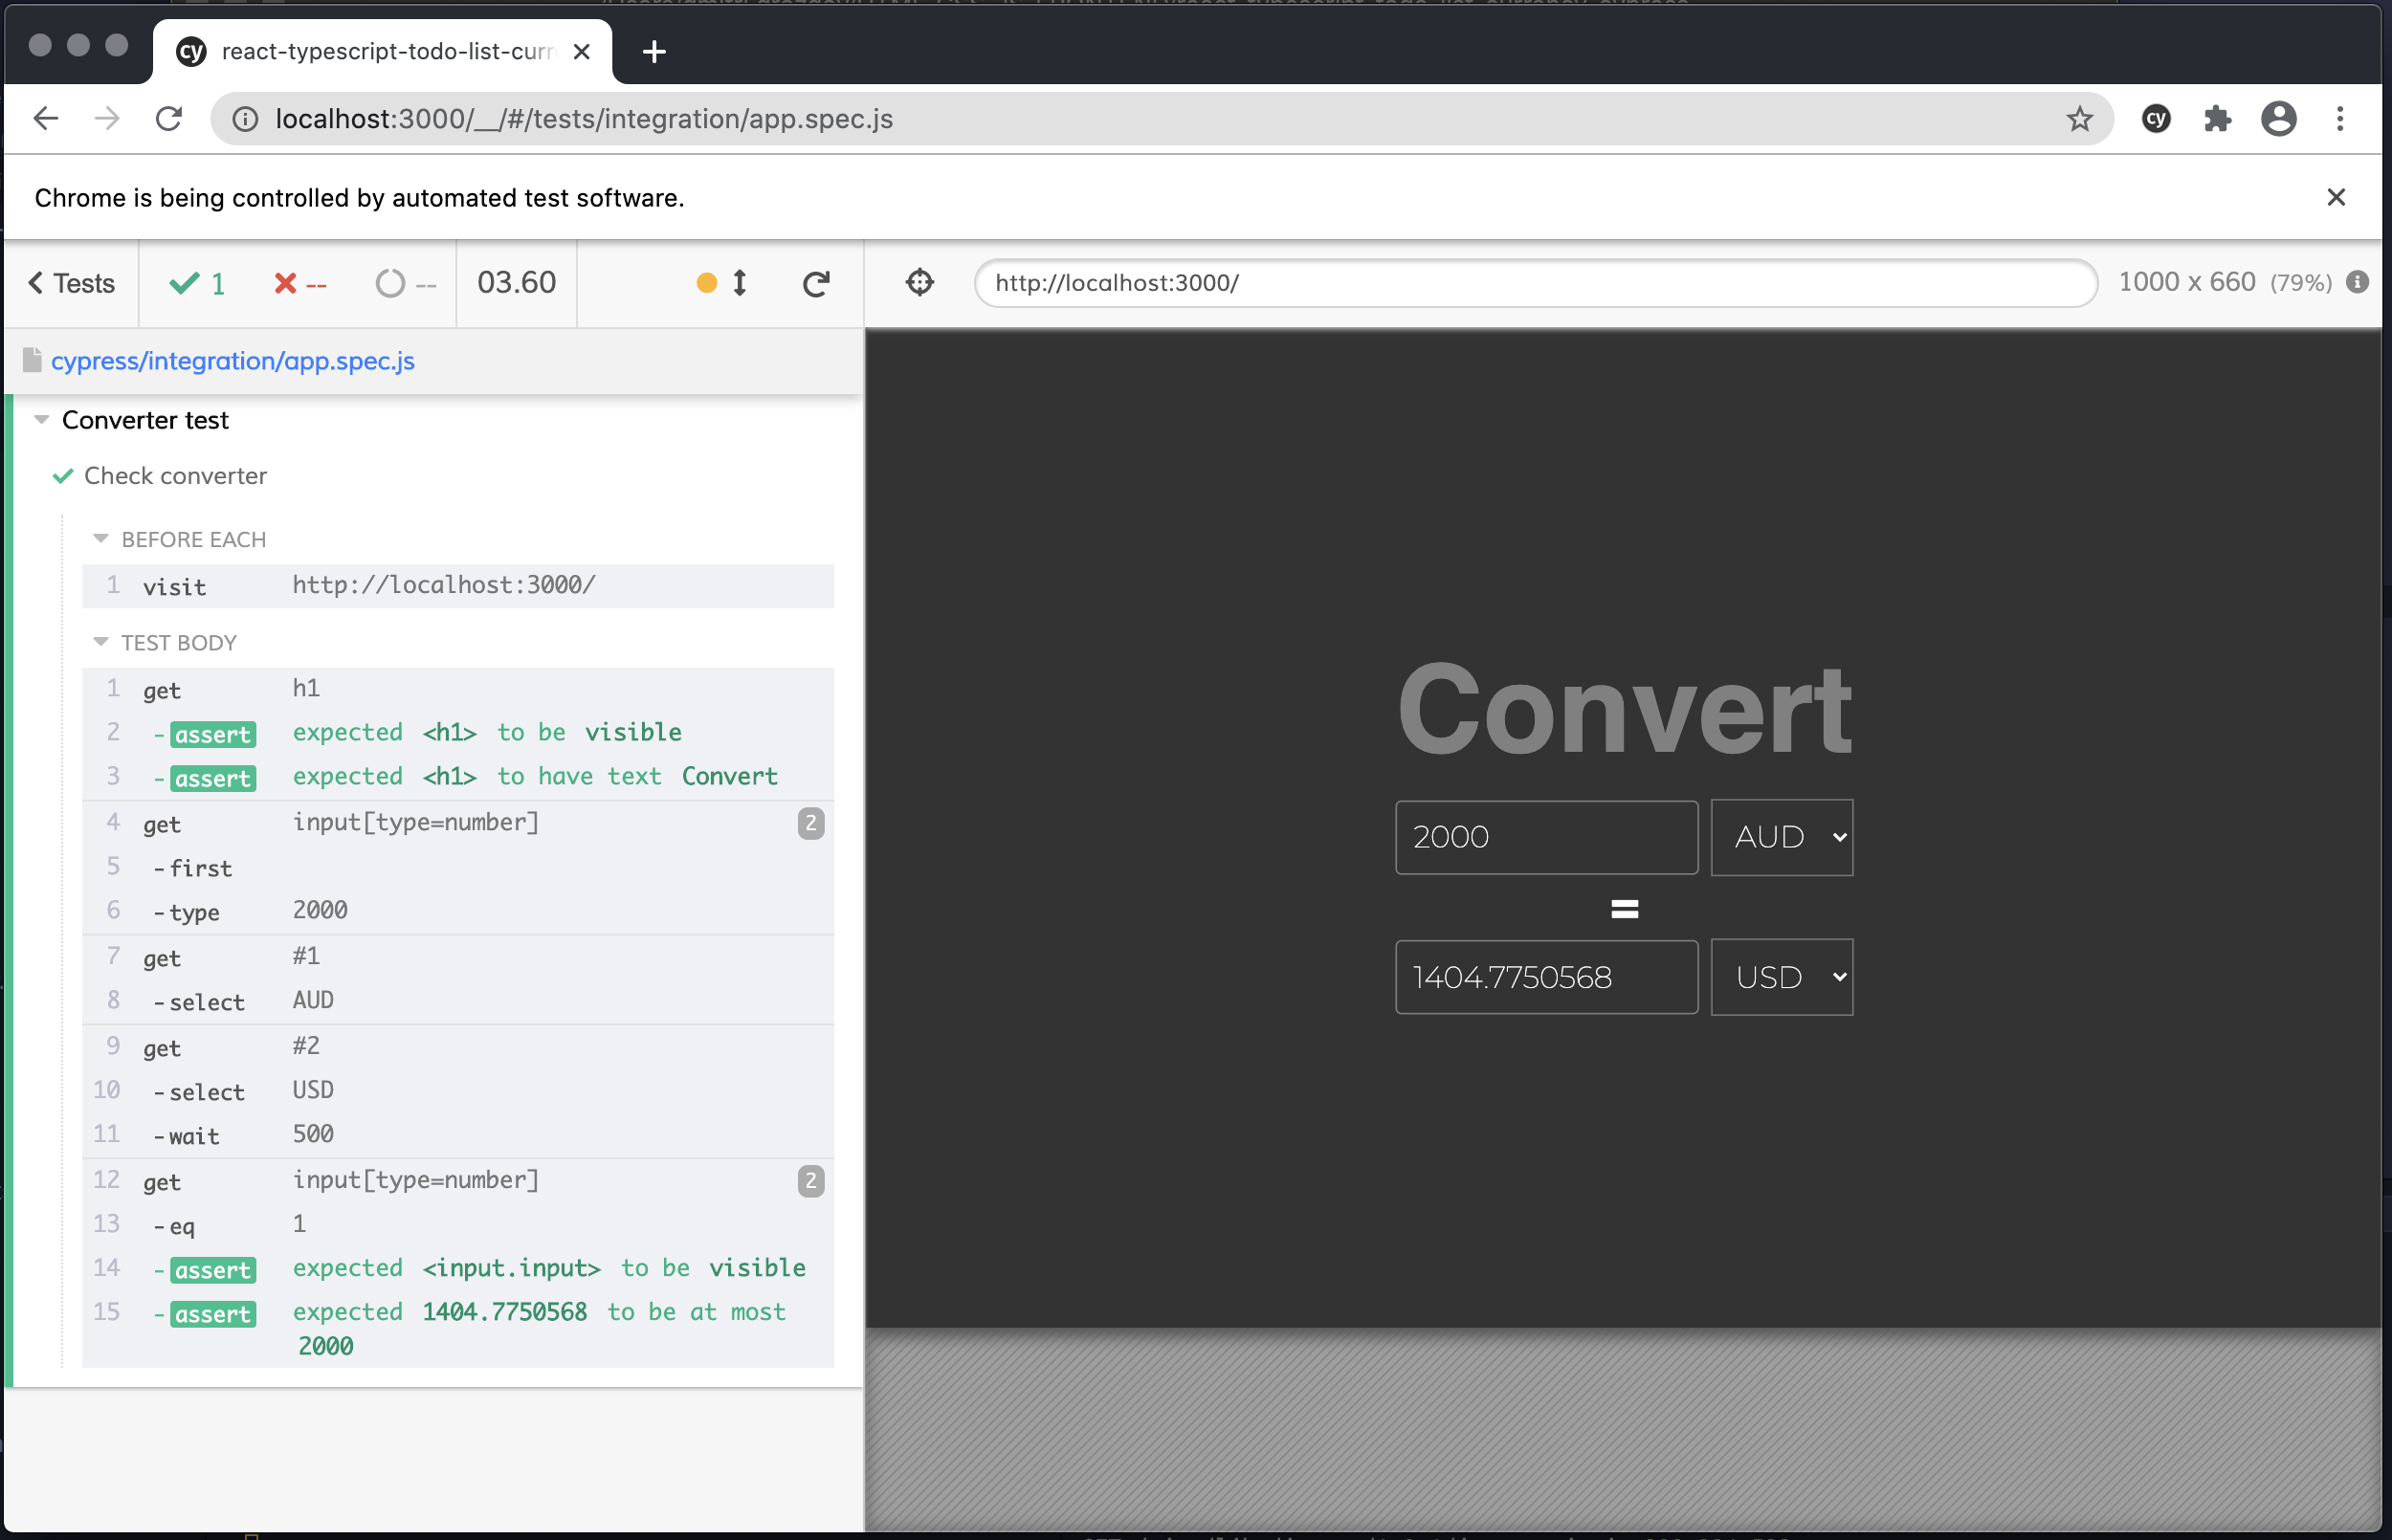 cy react-typescript-todo-list-curr
localhost:3000/__/#/tests/integration/app.spec.js cy
Chrome is being controlled by automated test software.
Tests 1 -- -- 03.60
http://localhost:3000/ 1000 x 660 (79%)
cypress/integration/app.spec.js
Converter test
Check converter
BEFORE EACH
1 visit http://localhost:3000/
TEST BODY
1 get h1
2 -assert expected <h1> to be visible
3 -assert expected <h1> to have text Convert
4 get input[type=number] 2
5 -first
6 -type 2000
7 get #1
8 -select AUD
9 get #2
10 -select USD
11 -wait 500
12 get input[type=number] 2
13 -eq 1
14 -assert expected <input.input> to be visible
15 -assert expected 1404.7750568 to be at most
2000
Convert
2000 AUD
=
1404.7750568 USD